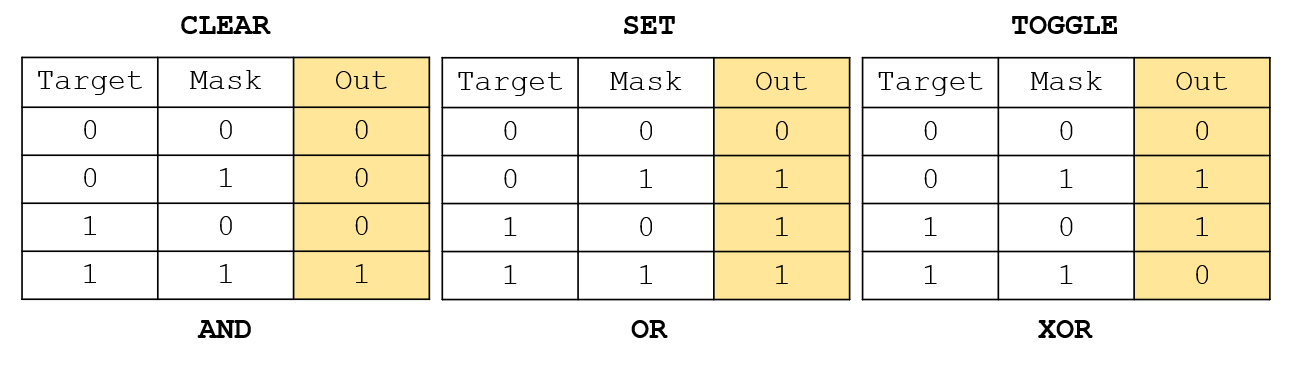 CLEAR SET TOGGLE
Target Mask Out Target Mask Out Target Mask Out
0 0 0 0 0 0 0 0 0
0 1 0 0 1 1 0 1 1
1 0 0 1 0 1 1 0 1
1 1 1 1 1 1 1 1 0
AND OR XOR